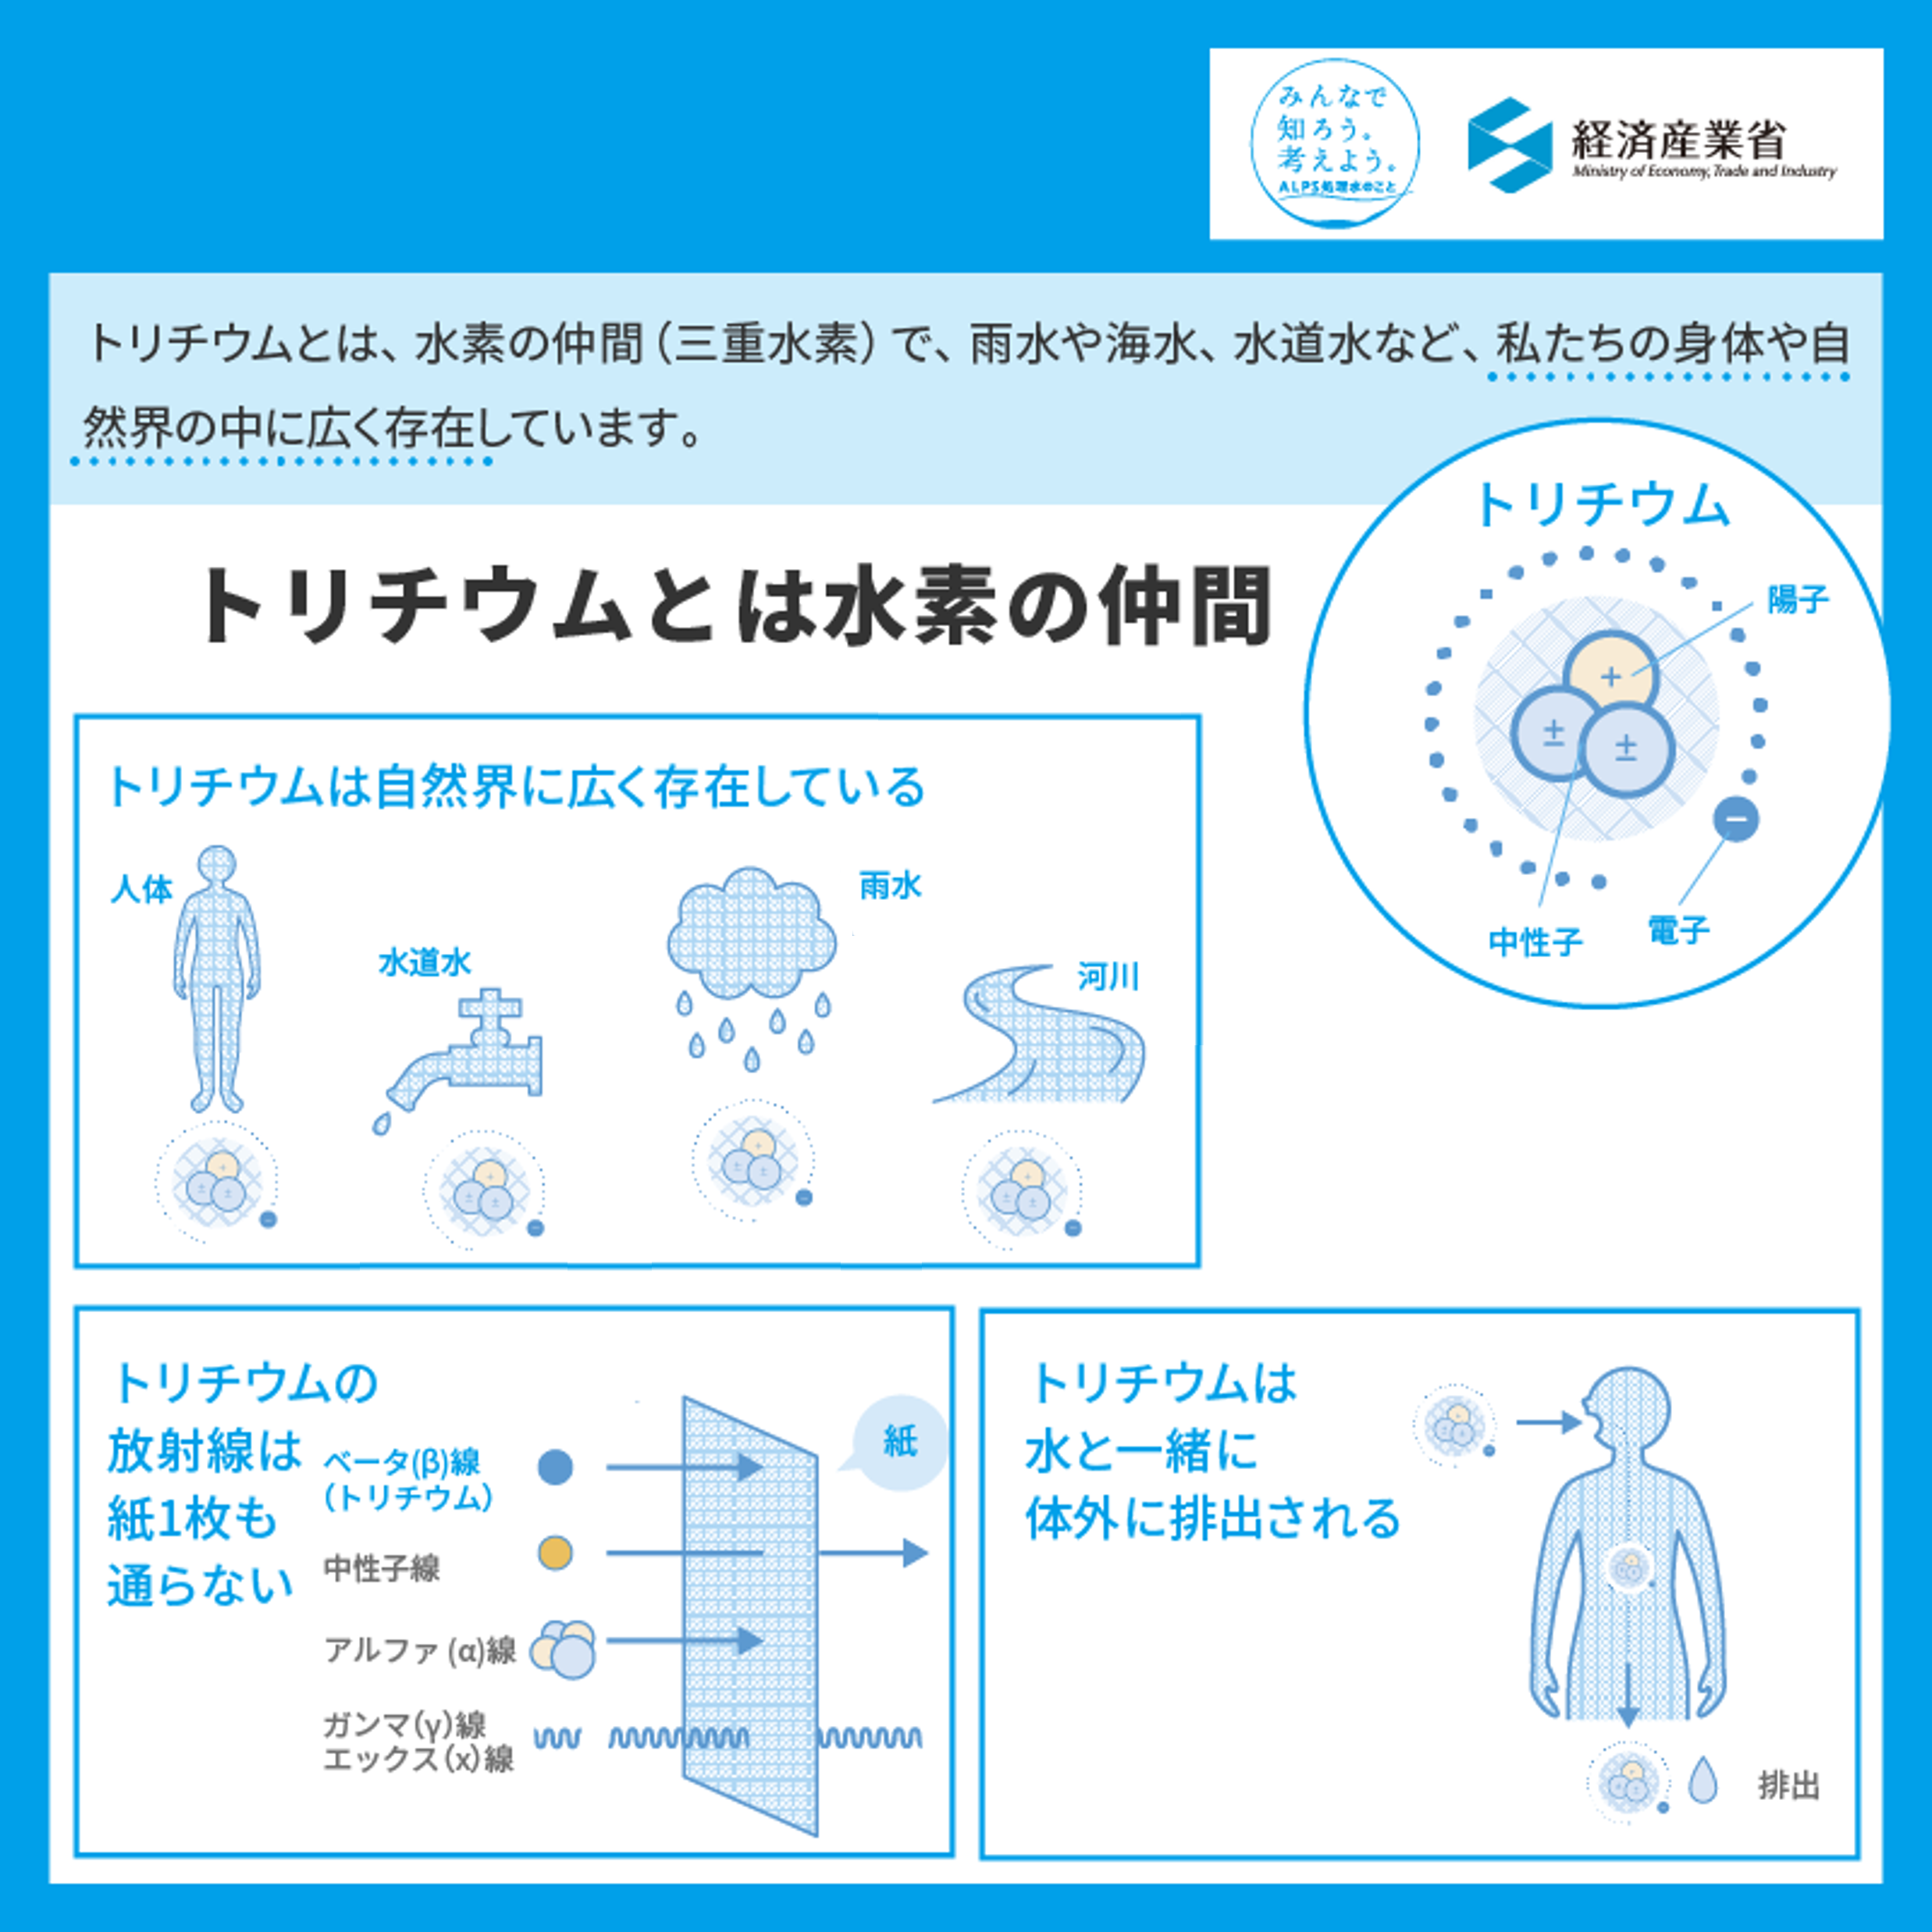 みんなで
知ろう。
考えよう。
ALPS処理水のこと
経済産業省
Ministry of Economy, Trade and Industry
トリチウムとは、水素の仲間（三重水素）で、雨水や海水、水道水など、私たちの身体や自
然界の中に広く存在しています。
トリチウムとは水素の仲間
トリチウム
陽子
+
±
±
−
中性子
電子
トリチウムは自然界に広く存在している
人体
水道水
雨水
河川
トリチウムの
放射線は
紙1枚も
通らない
ベータ(β)線
（トリチウム）
中性子線
アルファ(α)線
ガンマ(γ)線
エックス(x)線
紙
トリチウムは
水と一緒に
体外に排出される
排出